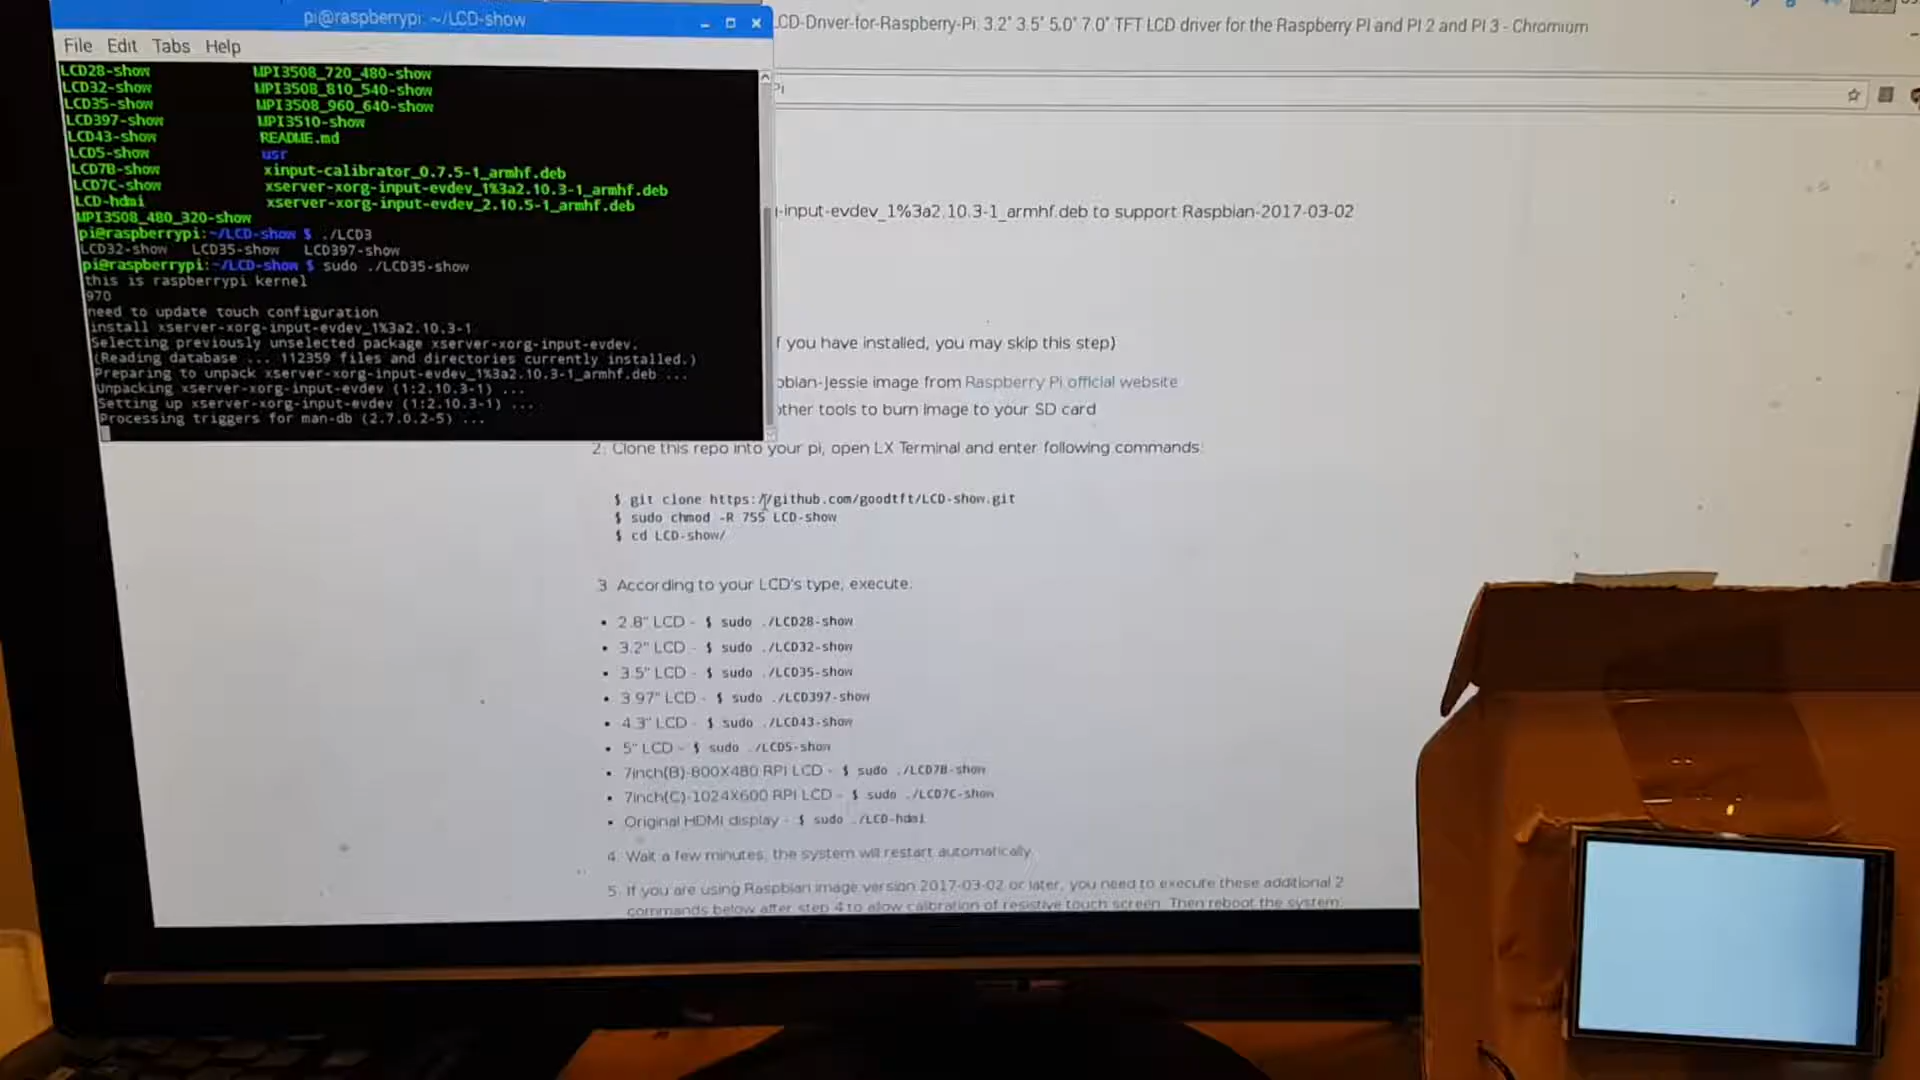 pi@raspberrypi: ~/LCD-show
File Edit Tabs Help
LCD28-show MPI3508_720_480-show
LCD32-show MPI3508_810_540-show
LCD35-show MPI3508_960_640-show
LCD397-show MPI3510-show
LCD43-show README.md
LCD5-show usr
LCD7B-show xinput-calibrator_0.7.5-1_armhf.deb
LCD7C-show xserver-xorg-input-evdev_1%3a2.10.3-1_armhf.deb
LCD-hdmi xserver-xorg-input-evdev_2.10.5-1_armhf.deb
MPI3508_480_320-show
pi@raspberrypi:~/LCD-show $ ./LCD3
LCD32-show LCD35-show LCD397-show
pi@raspberrypi:~/LCD-show $ sudo ./LCD35-show
this is raspberrypi kernel
970
need to update touch configuration
install xserver-xorg-input-evdev_1%3a2.10.3-1
Selecting previously unselected package xserver-xorg-input-evdev.
(Reading database ... 112359 files and directories currently installed.)
Preparing to unpack xserver-xorg-input-evdev_1%3a2.10.3-1_armhf.deb ...
Unpacking xserver-xorg-input-evdev (1:2.10.3-1) ...
Setting up xserver-xorg-input-evdev (1:2.10.3-1) ...
Processing triggers for man-db (2.7.0.2-5) ...
CD-Driver-for-Raspberry-Pi: 3.2" 3.5" 5.0" 7.0" TFT LCD driver for the Raspberry PI and PI 2 and PI 3 - Chromium
Pi
-input-evdev_1%3a2.10.3-1_armhf.deb to support Raspbian-2017-03-02
f you have installed, you may skip this step)
bian-Jessie image from Raspberry Pi official website
other tools to burn image to your SD card
2. Clone this repo into your pi, open LX Terminal and enter following commands:
$ git clone https://github.com/goodtft/LCD-show.git
$ sudo chmod -R 755 LCD-show
$ cd LCD-show/
3. According to your LCD's type, execute:
• 2.8" LCD - $ sudo ./LCD28-show
• 3.2" LCD - $ sudo ./LCD32-show
• 3.5" LCD - $ sudo ./LCD35-show
• 3.97" LCD - $ sudo ./LCD397-show
• 4.3" LCD - $ sudo ./LCD43-show
• 5" LCD - $ sudo ./LCD5-show
• 7inch(B)-800X480 RPI LCD - $ sudo ./LCD7B-show
• 7inch(C)-1024X600 RPI LCD - $ sudo ./LCD7C-show
• Original HDMI display - $ sudo ./LCD-hdmi
4. Wait a few minutes, the system will restart automatically.
5. If you are using Raspbian image version 2017-03-02 or later, you need to execute these additional 2
commands below after step 4 to allow calibration of resistive touch screen. Then reboot the system: